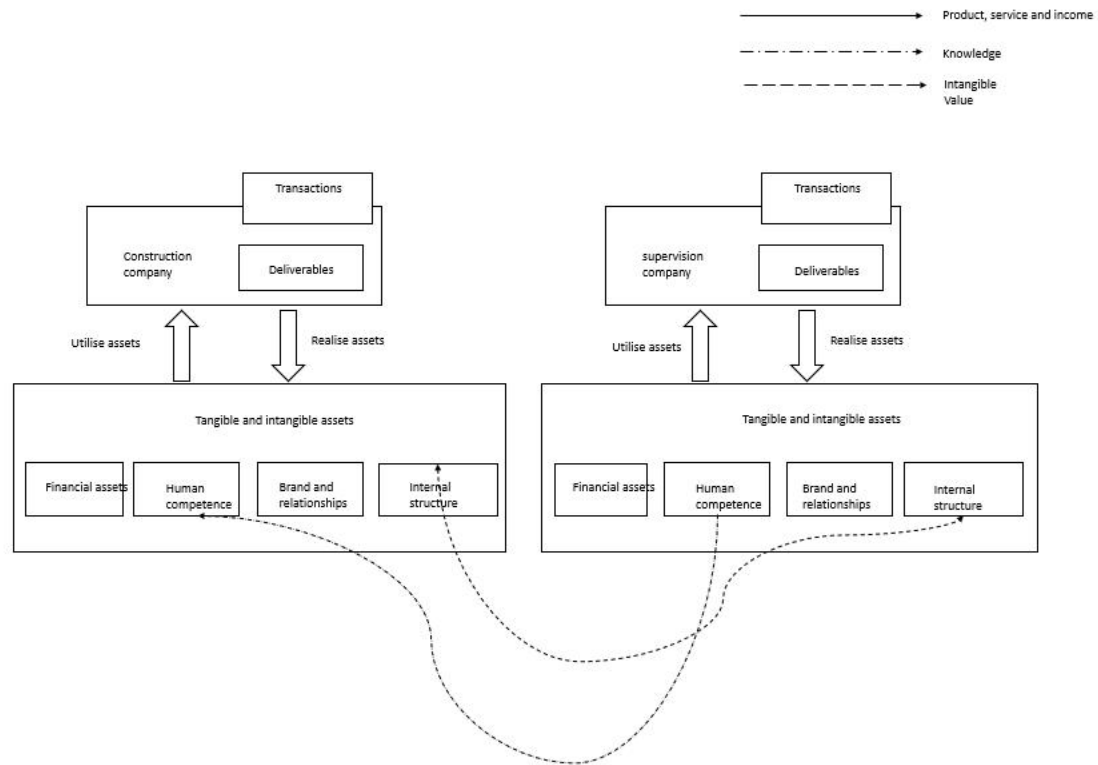 Product, service and income
Knowledge
Intangible
Value
Transactions
Construction
company
Deliverables
Utilise assets
Realise assets
Tangible and intangible assets
Financial assets
Human
competence
Brand and
relationships
Internal
structure
Transactions
supervision
company
Deliverables
Utilise assets
Realise assets
Tangible and intangible assets
Financial assets
Human
competence
Brand and
relationships
Internal
structure